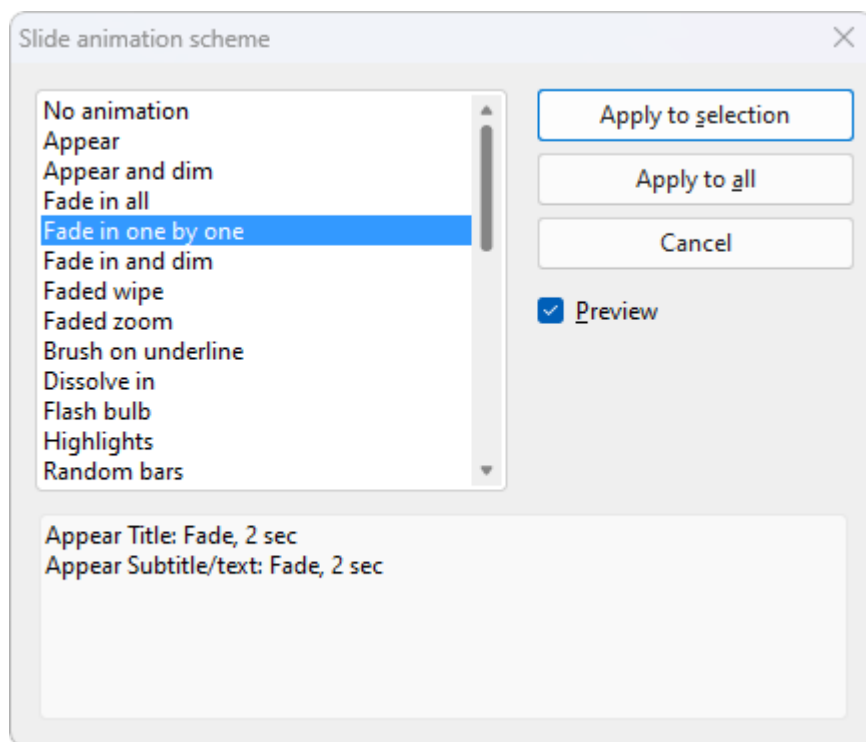 Slide animation scheme
No animation
Appear
Appear and dim
Fade in all
Fade in one by one
Fade in and dim
Faded wipe
Faded zoom
Brush on underline
Dissolve in
Flash bulb
Highlights
Random bars
Apply to selection
Apply to all
Cancel
Preview
Appear Title: Fade, 2 sec
Appear Subtitle/text: Fade, 2 sec